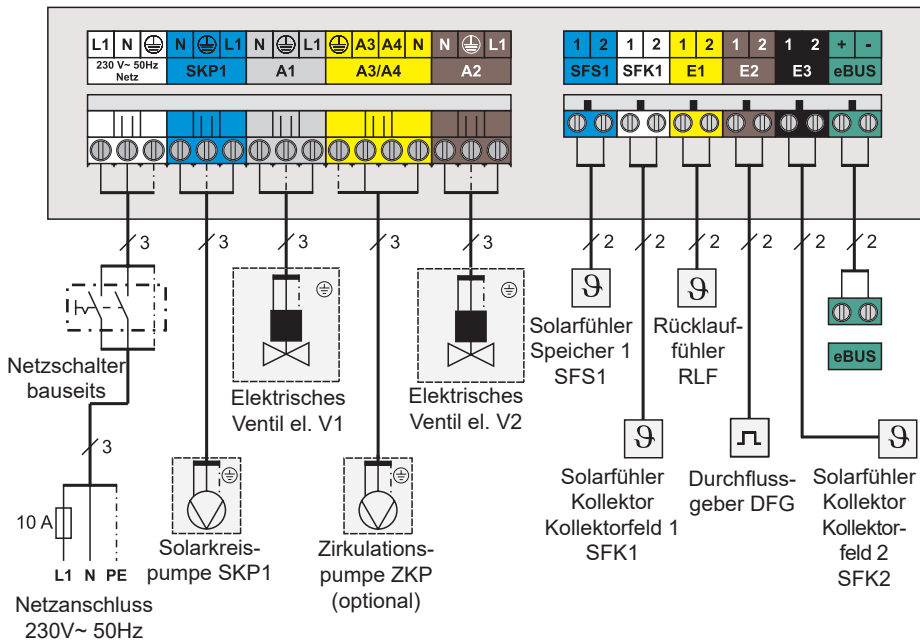 L1 N N L1 N L1 A3 A4 N N L1
230 V~ 50Hz
Netz
SKP1 A1 A3/A4 A2
1 2 1 2 1 2 1 2 1 2 + -
SFS1 SFK1 E1 E2 E3 eBUS
3 3 3 3 3 2 2 2 2 2 2
Netzschalter
bauseits
Elektrisches
Ventil el. V1
Elektrisches
Ventil el. V2
Solarfühler
Speicher 1
SFS1
Rücklauf-
fühler
RLF
eBUS
3
10 A
L1 N PE
Netzanschluss
230V~ 50Hz
Solarkreis-
pumpe SKP1
Zirkulations-
pumpe ZKP
(optional)
Solarfühler
Kollektor
Kollektorfeld 1
SFK1
Durchfluss-
geber DFG
Solarfühler
Kollektor
Kollektor-
feld 2
SFK2